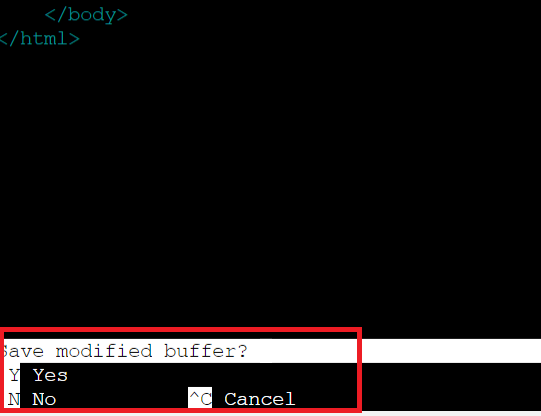 </body>
</html>
Save modified buffer?
Y Yes
N No ^C Cancel